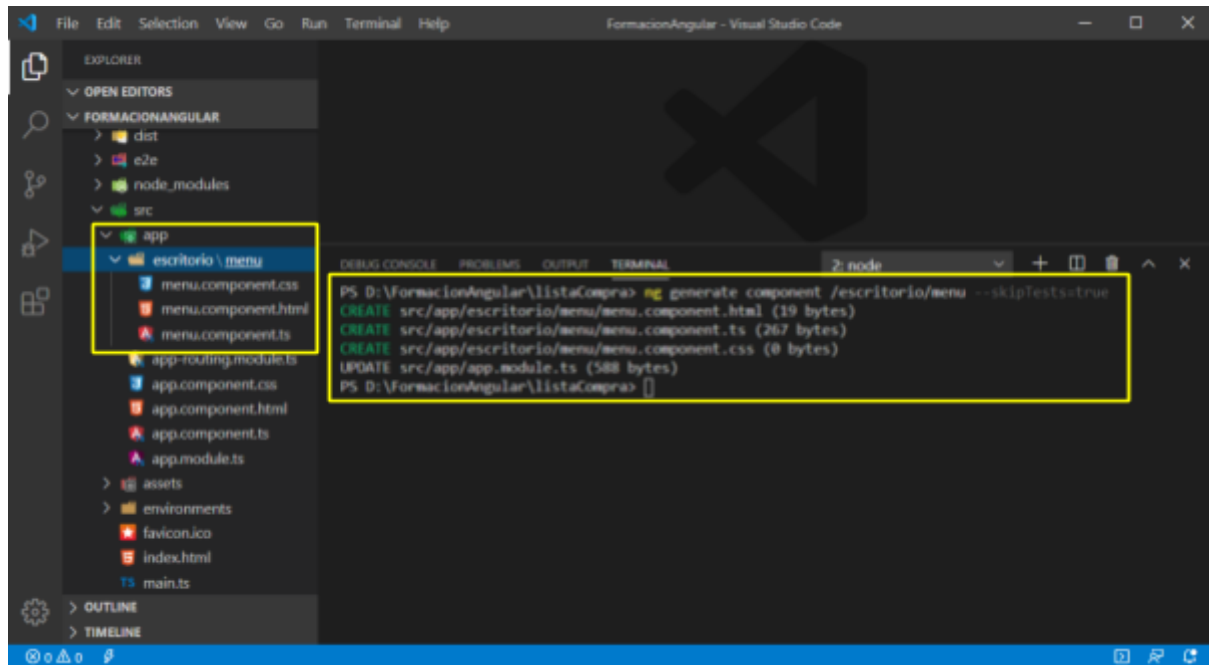 File Edit Selection View Go Run Terminal Help FormacionAngular - Visual Studio Code
EXPLORER
OPEN EDITORS
FORMACIONANGULAR
dist
e2e
node_modules
src
app
escritorio \ menu
menu.component.css
menu.component.html
menu.component.ts
app-routing.module.ts
app.component.css
app.component.html
app.component.ts
app.module.ts
assets
environments
favicon.ico
index.html
TS main.ts
OUTLINE
TIMELINE
DEBUG CONSOLE PROBLEMS OUTPUT TERMINAL 2: node
PS D:\FormacionAngular\listaCompra> ng generate component /escritorio/menu --skipTests=true
CREATE src/app/escritorio/menu/menu.component.html (19 bytes)
CREATE src/app/escritorio/menu/menu.component.ts (267 bytes)
CREATE src/app/escritorio/menu/menu.component.css (0 bytes)
UPDATE src/app/app.module.ts (588 bytes)
PS D:\FormacionAngular\listaCompra>
0 0